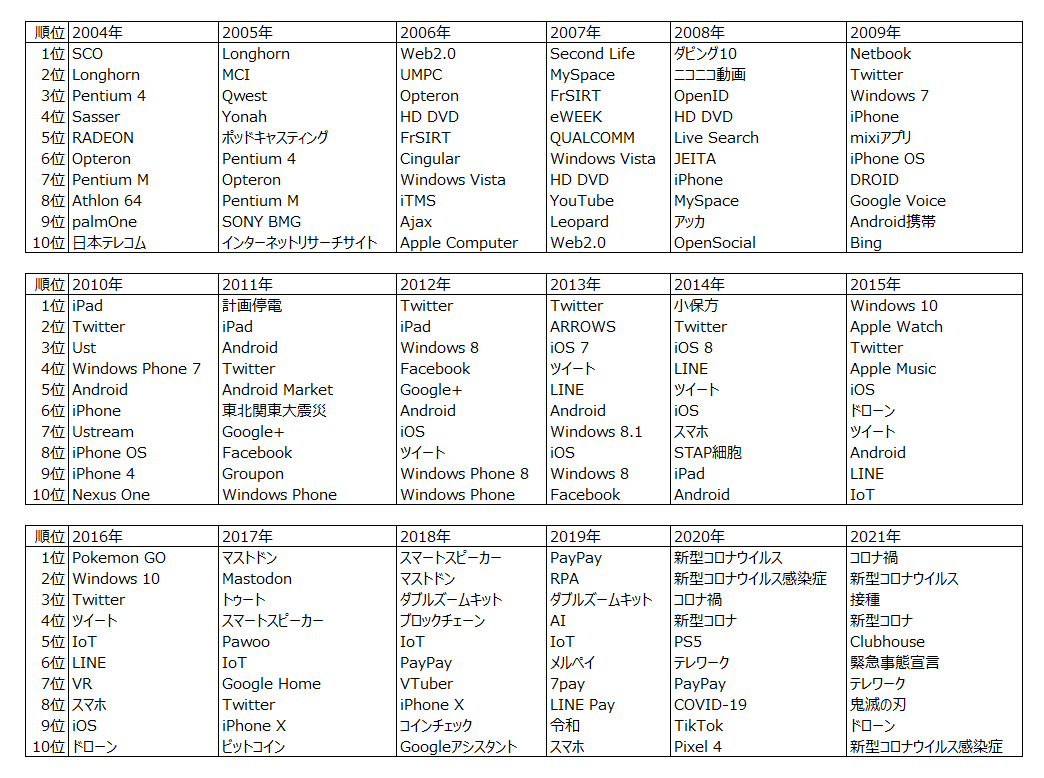 順位 2004年 2005年 2006年 2007年 2008年 2009年
1位 SCO Longhorn Web2.0 Second Life ダビング10 Netbook
2位 Longhorn MCI UMPC MySpace ニコニコ動画 Twitter
3位 Pentium 4 Qwest Opteron FrSIRT OpenID Windows 7
4位 Sasser Yonah HD DVD eWEEK HD DVD iPhone
5位 RADEON ポッドキャスティング FrSIRT QUALCOMM Live Search mixiアプリ
6位 Opteron Pentium 4 Cingular Windows Vista JEITA iPhone OS
7位 Pentium M Opteron Windows Vista HD DVD iPhone DROID
8位 Athlon 64 Pentium M iTMS YouTube MySpace Google Voice
9位 palmOne SONY BMG Ajax Leopard アッカ Android携帯
10位 日本テレコム インターネットリサーチサイト Apple Computer Web2.0 OpenSocial Bing
順位 2010年 2011年 2012年 2013年 2014年 2015年
1位 iPad 計画停電 Twitter Twitter 小保方 Windows 10
2位 Twitter iPad iPad ARROWS Twitter Apple Watch
3位 Ust Android Windows 8 iOS 7 iOS 8 Twitter
4位 Windows Phone 7 Twitter Facebook ツイート LINE Apple Music
5位 Android Android Market Google+ LINE ツイート iOS
6位 iPhone 東北関東大震災 Android Android iOS ドローン
7位 Ustream Google+ iOS Windows 8.1 スマホ ツイート
8位 iPhone OS Facebook ツイート iOS STAP細胞 Android
9位 iPhone 4 Groupon Windows Phone 8 Windows 8 iPad LINE
10位 Nexus One Windows Phone Windows Phone Facebook Android IoT
順位 2016年 2017年 2018年 2019年 2020年 2021年
1位 Pokemon GO マストドン スマートスピーカー PayPay 新型コロナウイルス コロナ禍
2位 Windows 10 Mastodon マストドン RPA 新型コロナウイルス感染症 新型コロナウイルス
3位 Twitter トゥート ダブルズームキット ダブルズームキット コロナ禍 接種
4位 ツイート スマートスピーカー ブロックチェーン AI 新型コロナ 新型コロナ
5位 IoT Pawoo IoT IoT PS5 Clubhouse
6位 LINE IoT PayPay メルペイ テレワーク 緊急事態宣言
7位 VR Google Home VTuber 7pay PayPay テレワーク
8位 スマホ Twitter iPhone X LINE Pay COVID-19 鬼滅の刃
9位 iOS iPhone X コインチェック 令和 TikTok ドローン
10位 ドローン ビットコイン Googleアシスタント スマホ Pixel 4 新型コロナウイルス感染症